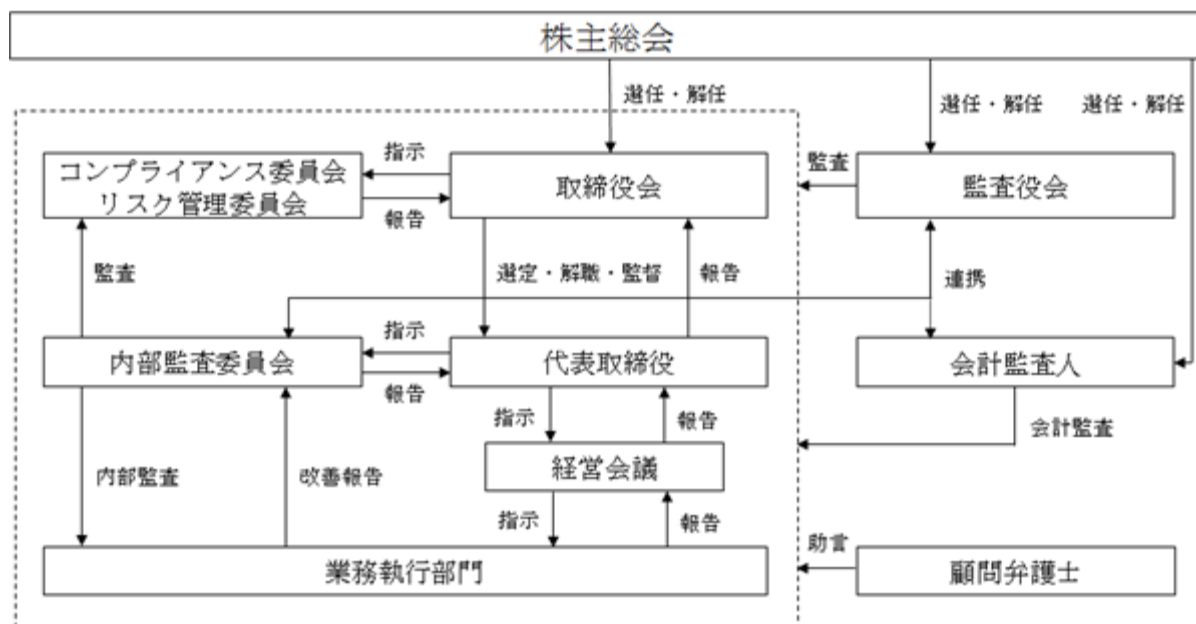 株主総会
選任・解任
選任・解任
選任・解任
指示
監査
コンプライアンス委員会
リスク管理委員会
取締役会
監査役会
報告
監査
選定・解職・監督
報告
連携
指示
内部監査委員会
代表取締役
会計監査人
報告
指示
報告
会計監査
内部監査
改善報告
経営会議
指示
報告
助言
業務執行部門
顧問弁護士